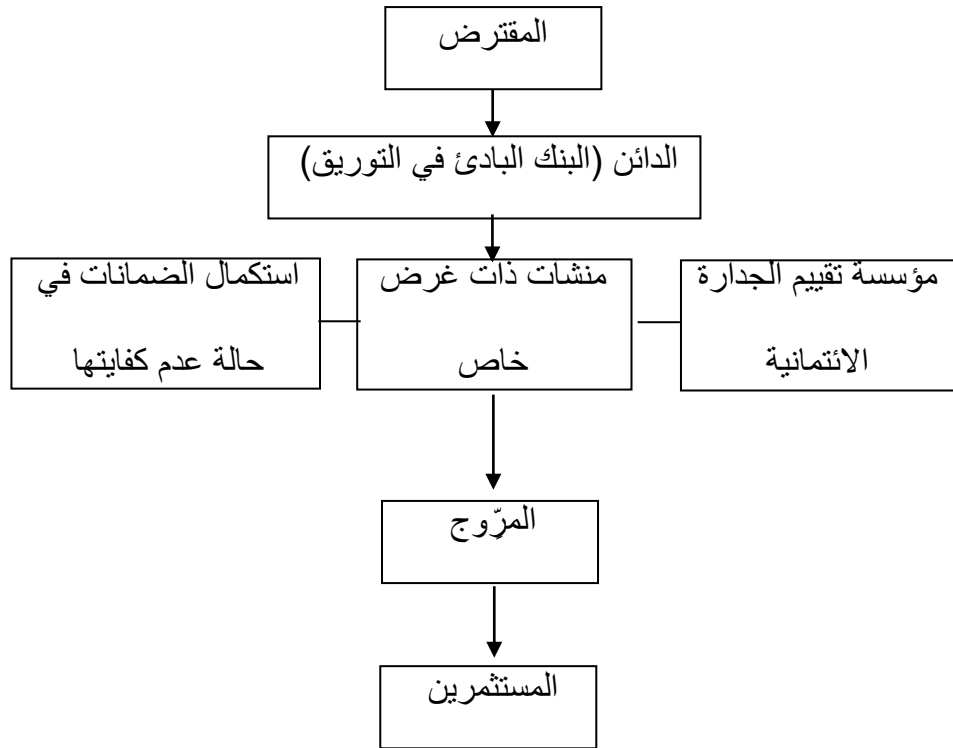 المقترض
الدائن (البنك البادئ في التوريق)
مؤسسة تقييم الجدارة
الائتمانية
منشات ذات غرض
خاص
استكمال الضمانات في
حالة عدم كفايتها
المرّوج
المستثمرين